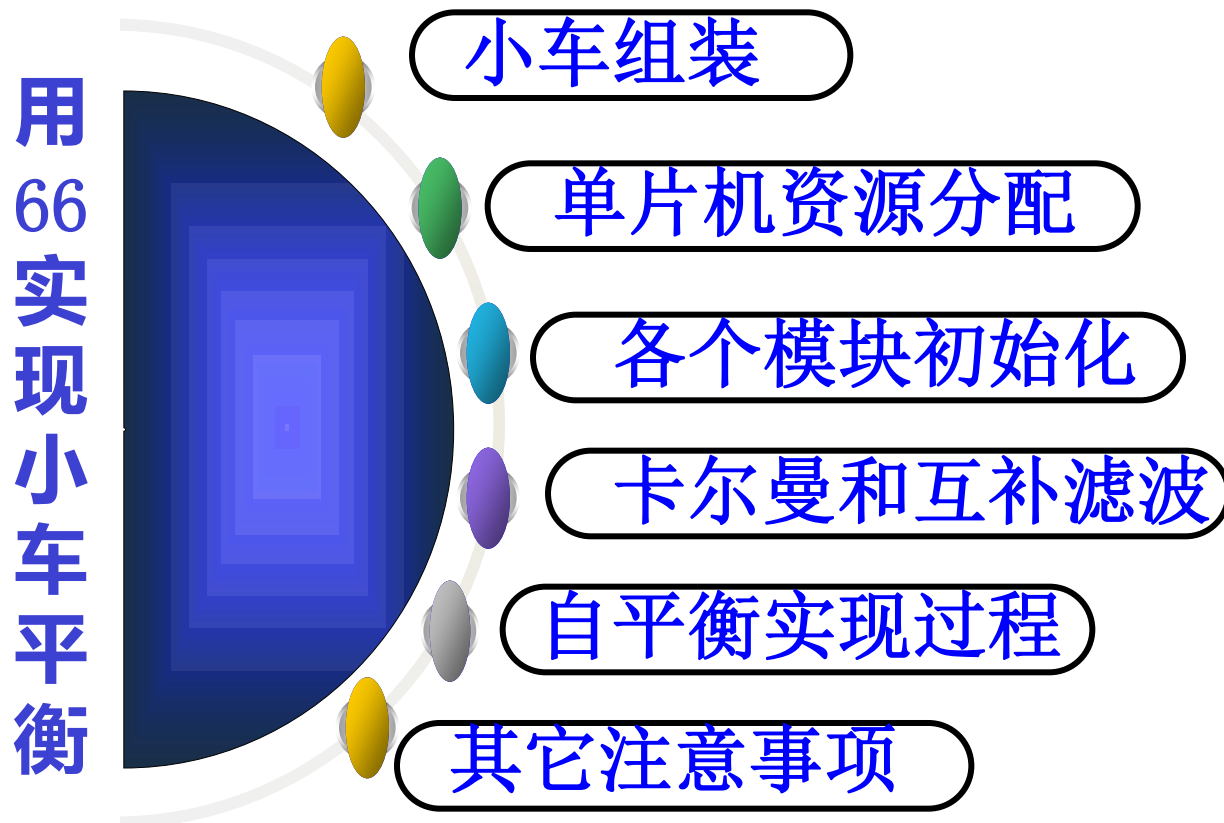 用66实现小车平衡
小车组装
单片机资源分配
各个模块初始化
卡尔曼和互补滤波
自平衡实现过程
其它注意事项